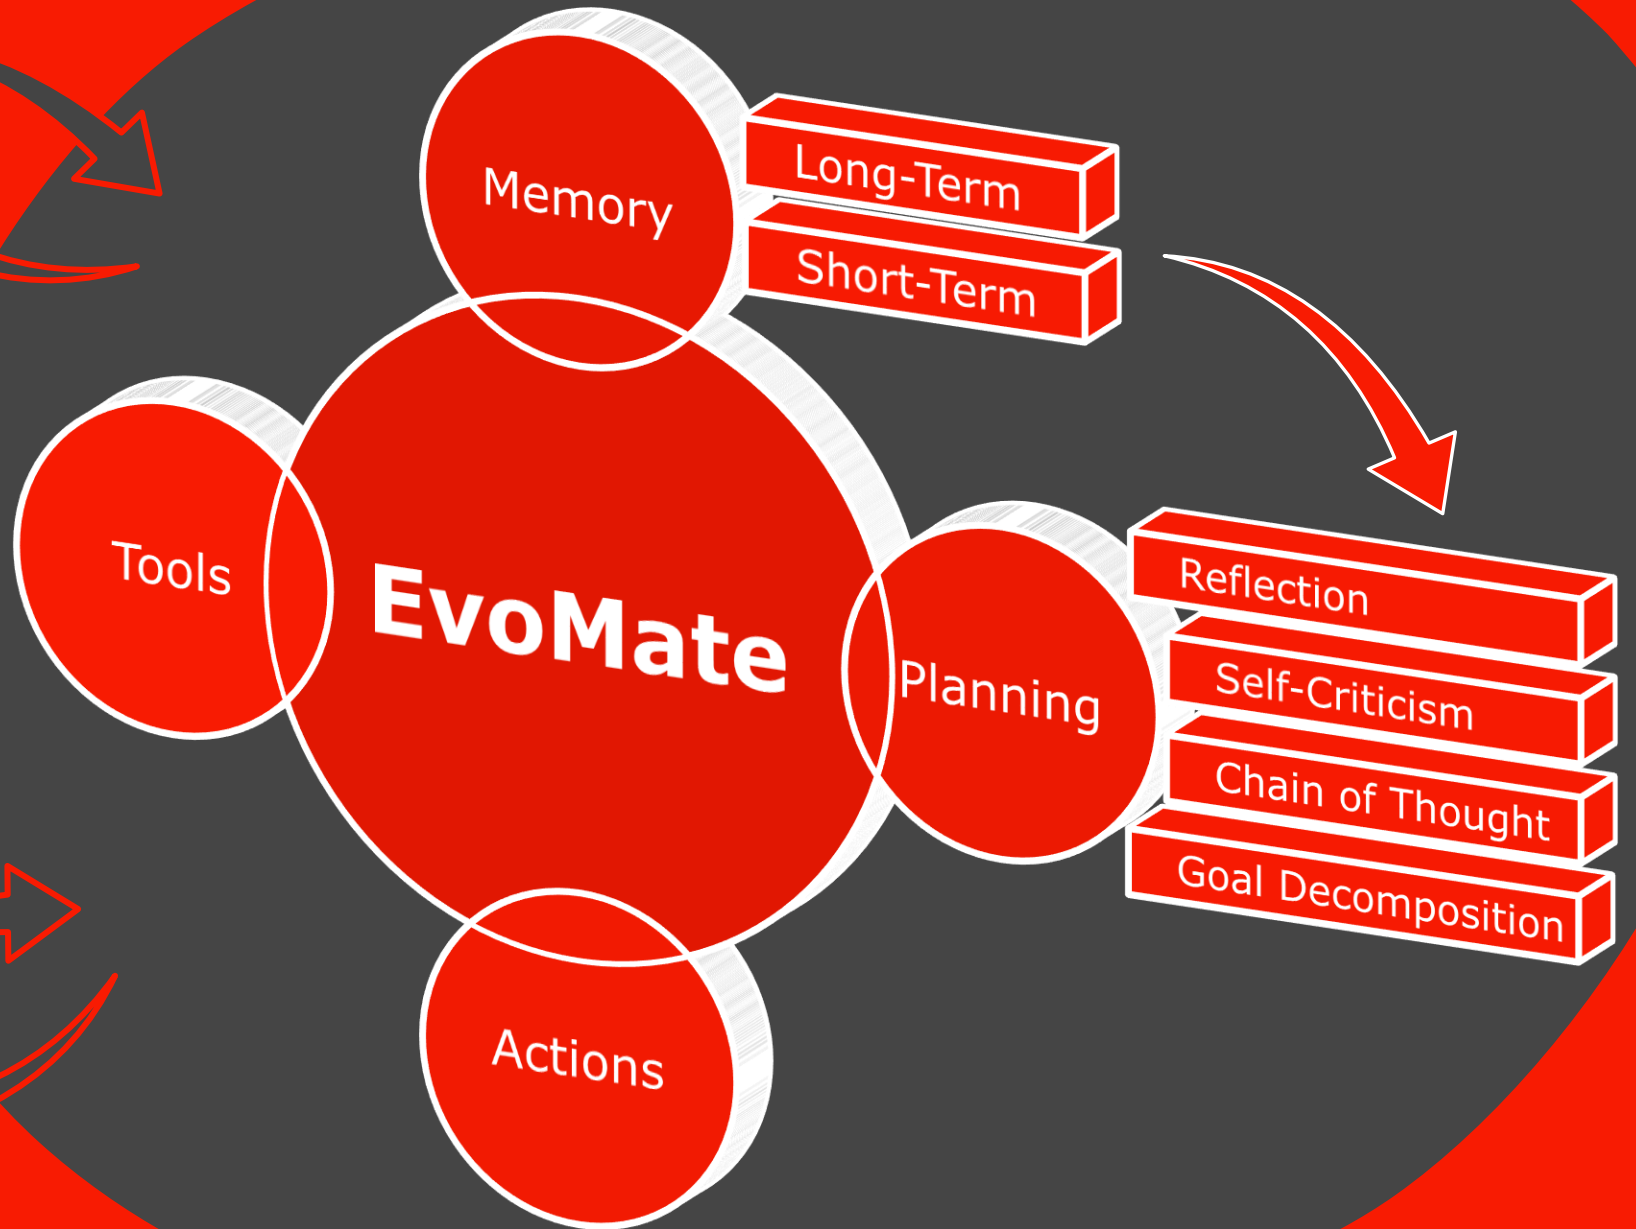 Memory
Long-Term
Short-Term
Tools
EvoMate
Planning
Reflection
Self-Criticism
Chain of Thought
Goal Decomposition
Actions